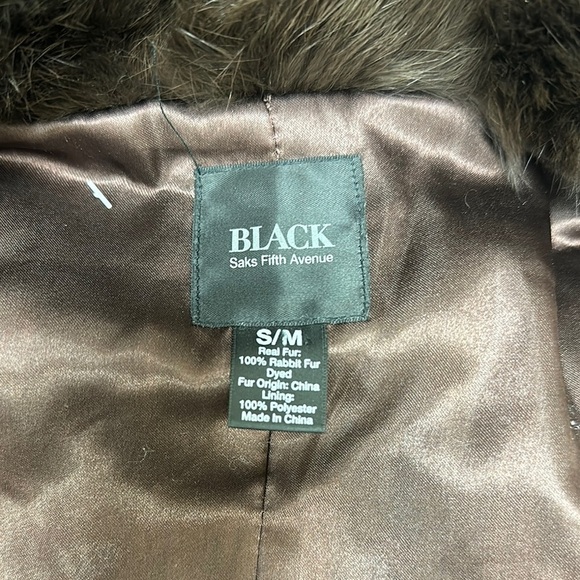 BLACK
Saks Fifth Avenue
S/M
Real Fur:
100% Rabbit Fur
Dyed
Fur Origin: China
Lining:
100% Polyester
Made in China